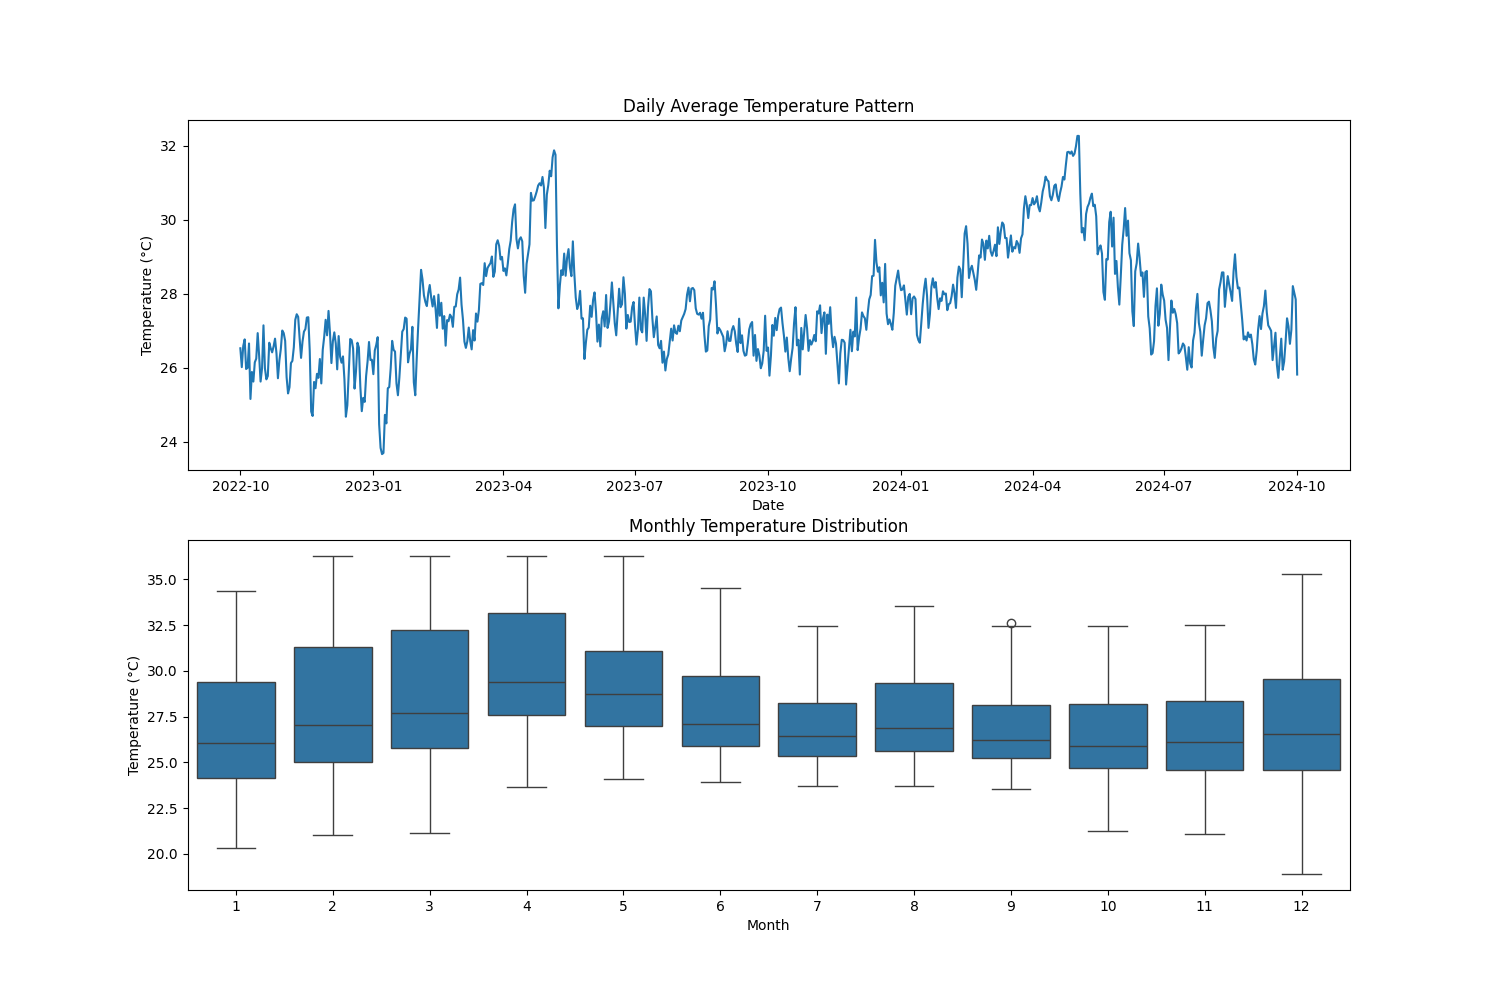 Daily Average Temperature Pattern
Temperature (°C)
32
30
28
26
24
2022-10 2023-01 2023-04 2023-07 2023-10 2024-01 2024-04 2024-07 2024-10
Date
Monthly Temperature Distribution
Temperature (°C)
35.0
32.5
30.0
27.5
25.0
22.5
20.0
1 2 3 4 5 6 7 8 9 10 11 12
Month